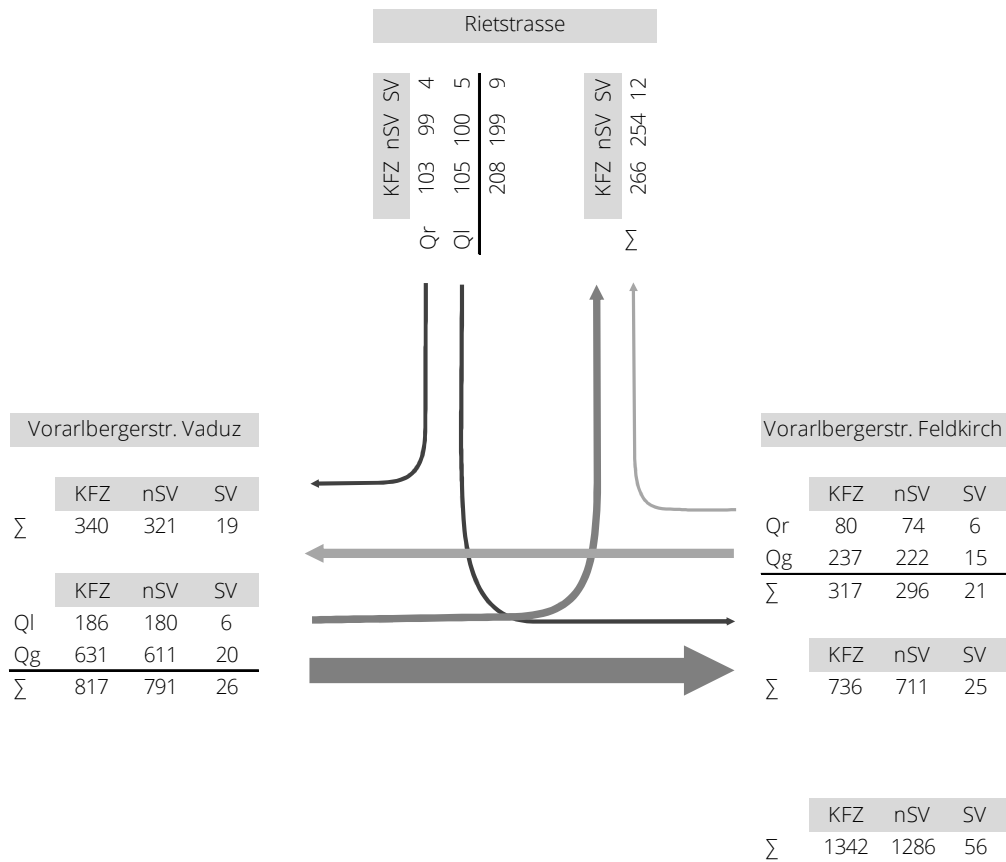 Rietstrasse
SV 4 5 9 SV 12
nSV 99 100 199 nSV 254
KFZ 103 105 208 KFZ 266
Qr Ql ∑
Vorarlbergerstr. Vaduz
KFZ nSV SV
∑ 340 321 19
KFZ nSV SV
Ql 186 180 6
Qg 631 611 20
∑ 817 791 26
Vorarlbergerstr. Feldkirch
KFZ nSV SV
Qr 80 74 6
Qg 237 222 15
∑ 317 296 21
KFZ nSV SV
∑ 736 711 25
KFZ nSV SV
∑ 1342 1286 56